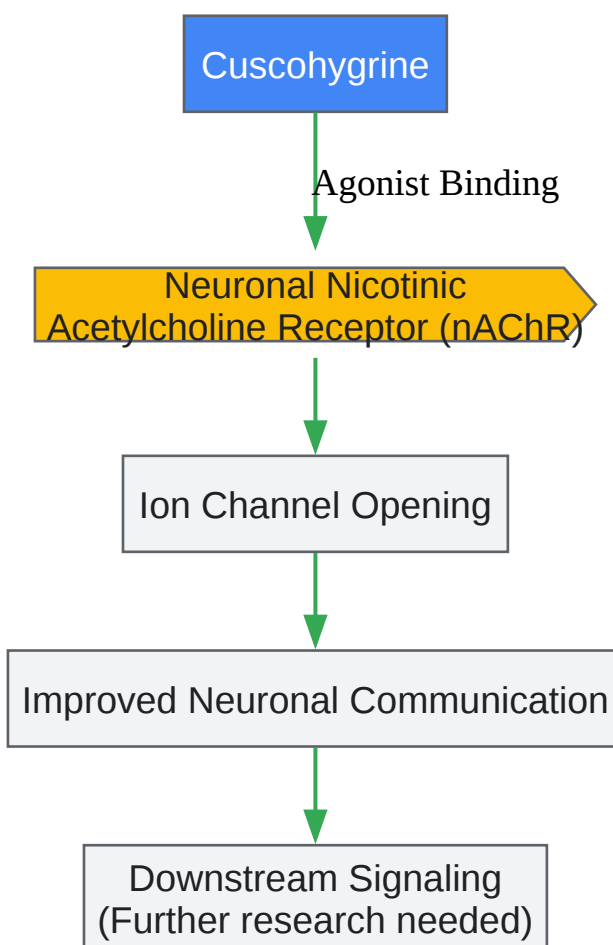 Cuscohygrine
Agonist Binding
Neuronal Nicotinic
Acetylcholine Receptor (nAChR)
Ion Channel Opening
Improved Neuronal Communication
Downstream Signaling
(Further research needed)